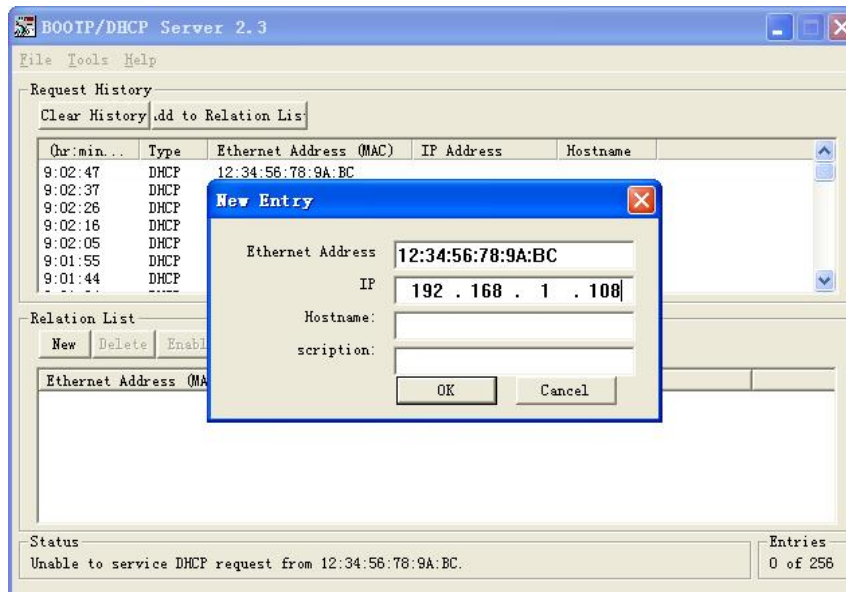 BOOTP/DHCP Server 2.3
File Tools Help
Request History
Clear History dd to Relation Lis
(hr:min... Type Ethernet Address (MAC) IP Address Hostname
9:02:47 DHCP 12:34:56:78:9A:BC
9:02:37 DHCP
9:02:26 DHCP
9:02:16 DHCP
9:02:05 DHCP
9:01:55 DHCP
9:01:44 DHCP
New Entry
Ethernet Address 12:34:56:78:9A:BC
IP 192 . 168 . 1 . 108
Hostname:
scription:
OK Cancel
Relation List
New Delete Enabl
Ethernet Address (MA
Status
Unable to service DHCP request from 12:34:56:78:9A:BC.
Entries
0 of 256